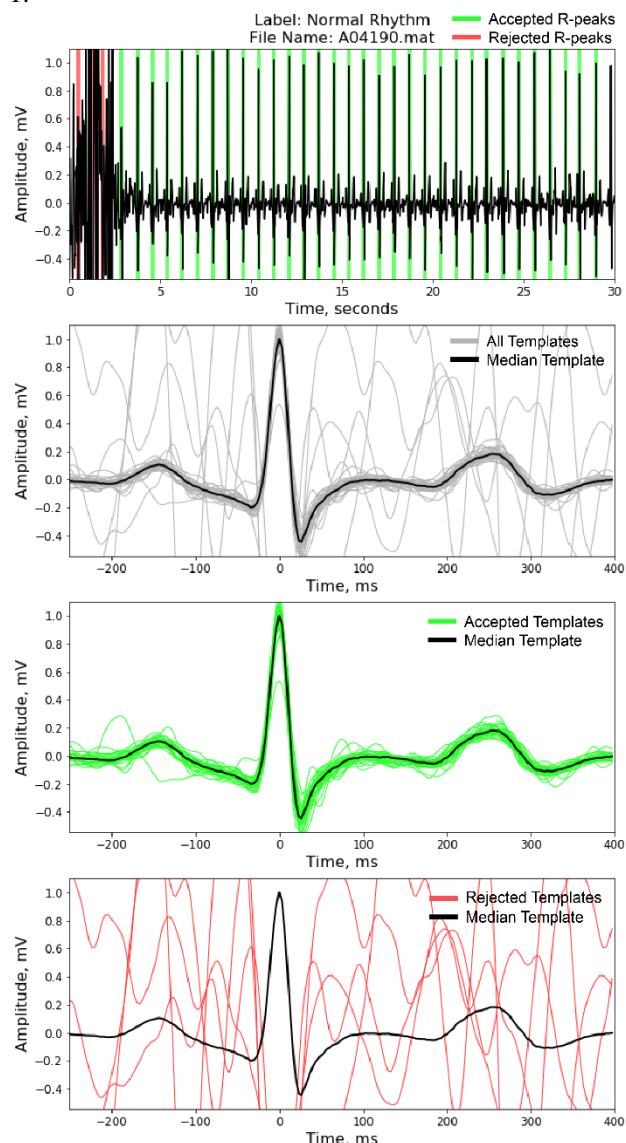 Label: Normal Rhythm
File Name: A04190.mat
Accepted R-peaks
Rejected R-peaks
Amplitude, mV
1.0
0.8
0.6
0.4
0.2
0.0
−0.2
−0.4
0 5 10 15 20 25 30
Time, seconds
All Templates
Median Template
Amplitude, mV
1.0
0.8
0.6
0.4
0.2
0.0
−0.2
−0.4
−200 −100 0 100 200 300 400
Time, ms
Accepted Templates
Median Template
Amplitude, mV
1.0
0.8
0.6
0.4
0.2
0.0
−0.2
−0.4
−200 −100 0 100 200 300 400
Time, ms
Rejected Templates
Median Template
Amplitude, mV
1.0
0.8
0.6
0.4
0.2
0.0
−0.2
−0.4
−200 −100 0 100 200 300 400
Time, ms